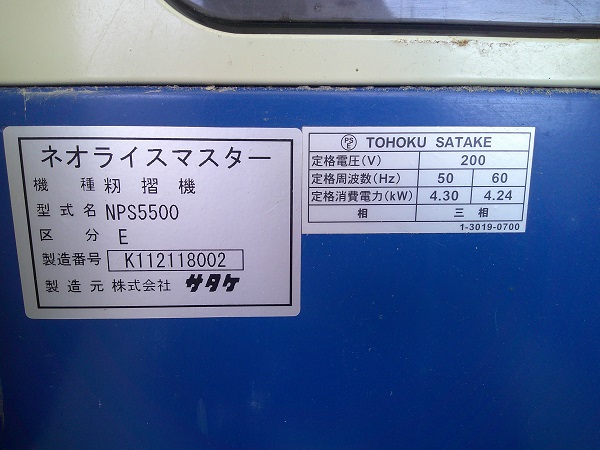 ネオライスマスター
機種 籾摺機
型式名 NPS5500
区分 E
製造番号 K112118002
製造元 株式会社 サタケ
PSE TOHOKU SATAKE
定格電圧(V) 200
定格周波数(Hz) 50 60
定格消費電力(kW) 4.30 4.24
相 三相
1-3019-0700